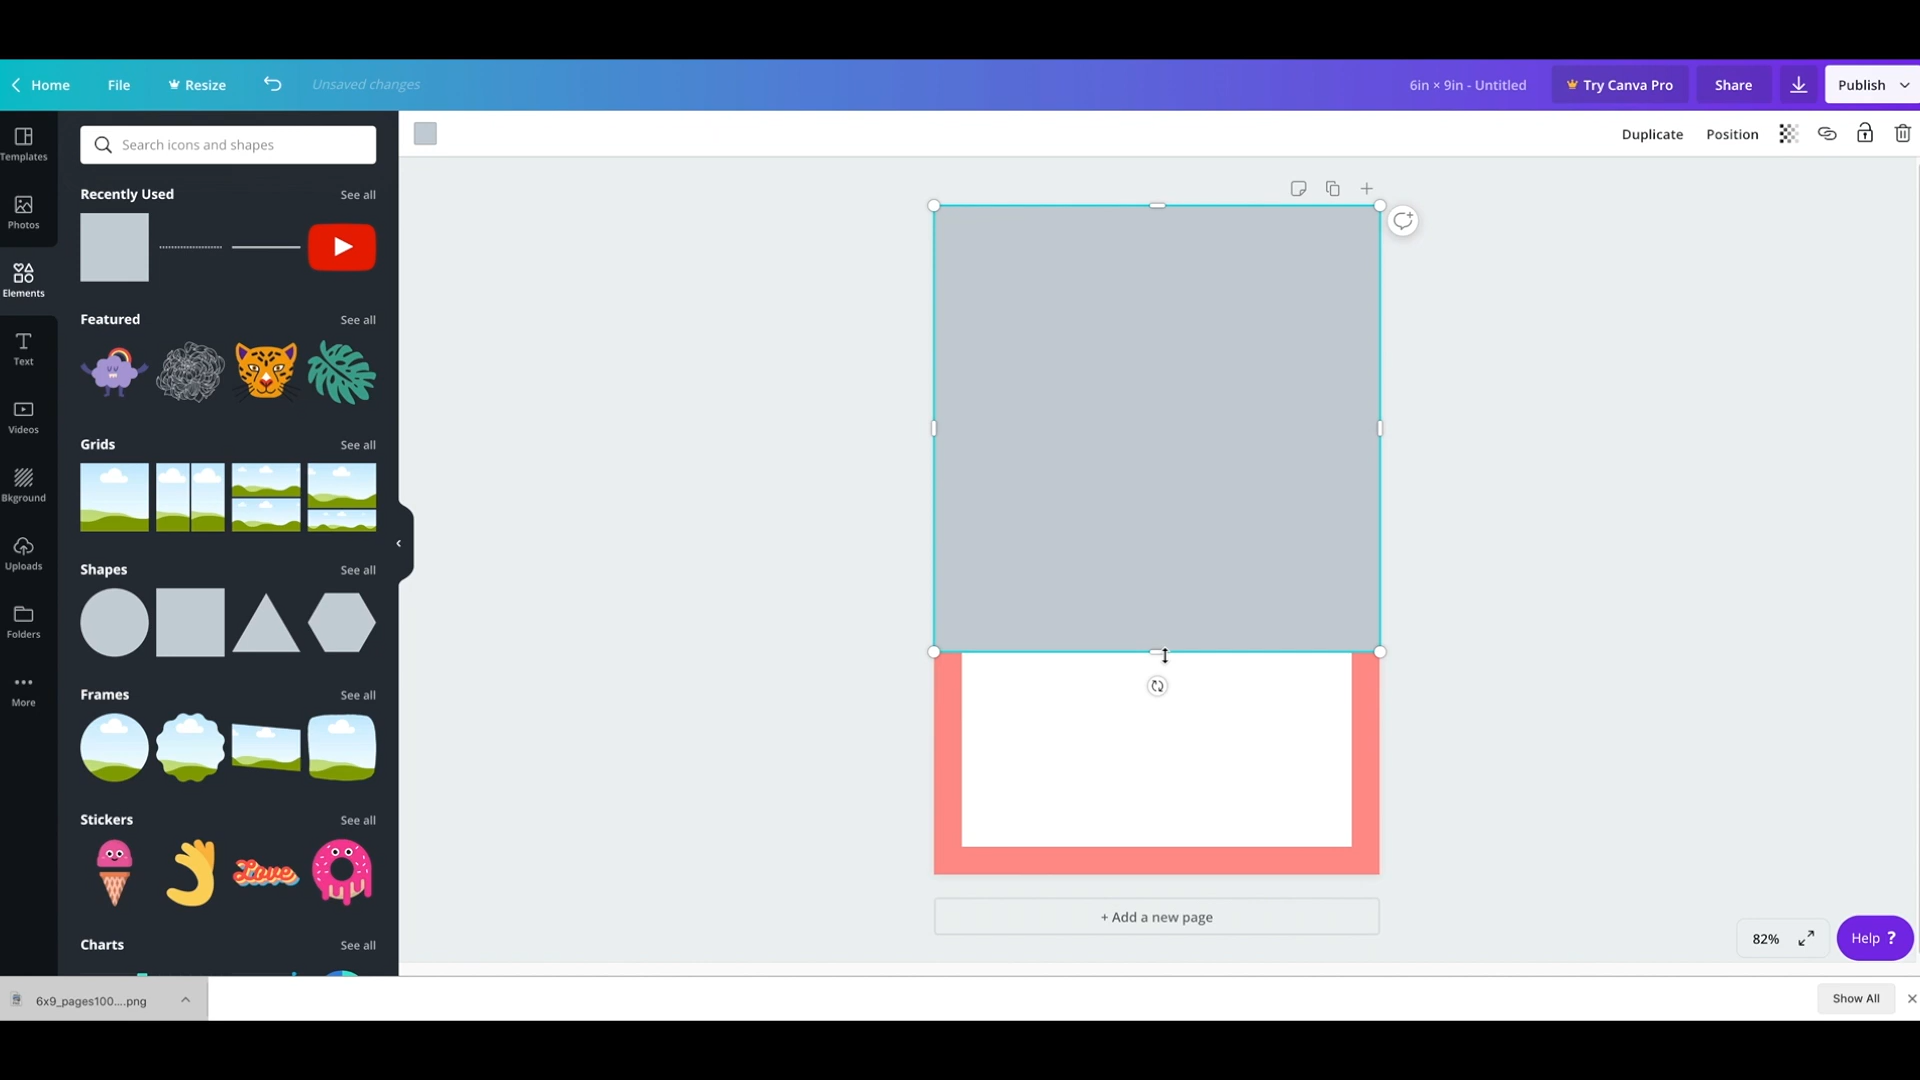 Home File Resize Unsaved changes 6in × 9in - Untitled Try Canva Pro Share Publish
Duplicate Position
Templates
Photos
Elements
Text
Videos
Bkground
Uploads
Folders
More
Search icons and shapes
Recently Used See all
Featured See all
Grids See all
Shapes See all
Frames See all
Stickers See all
Love
Charts See all
+ Add a new page
82% Help ?
6x9_pages100....png Show All